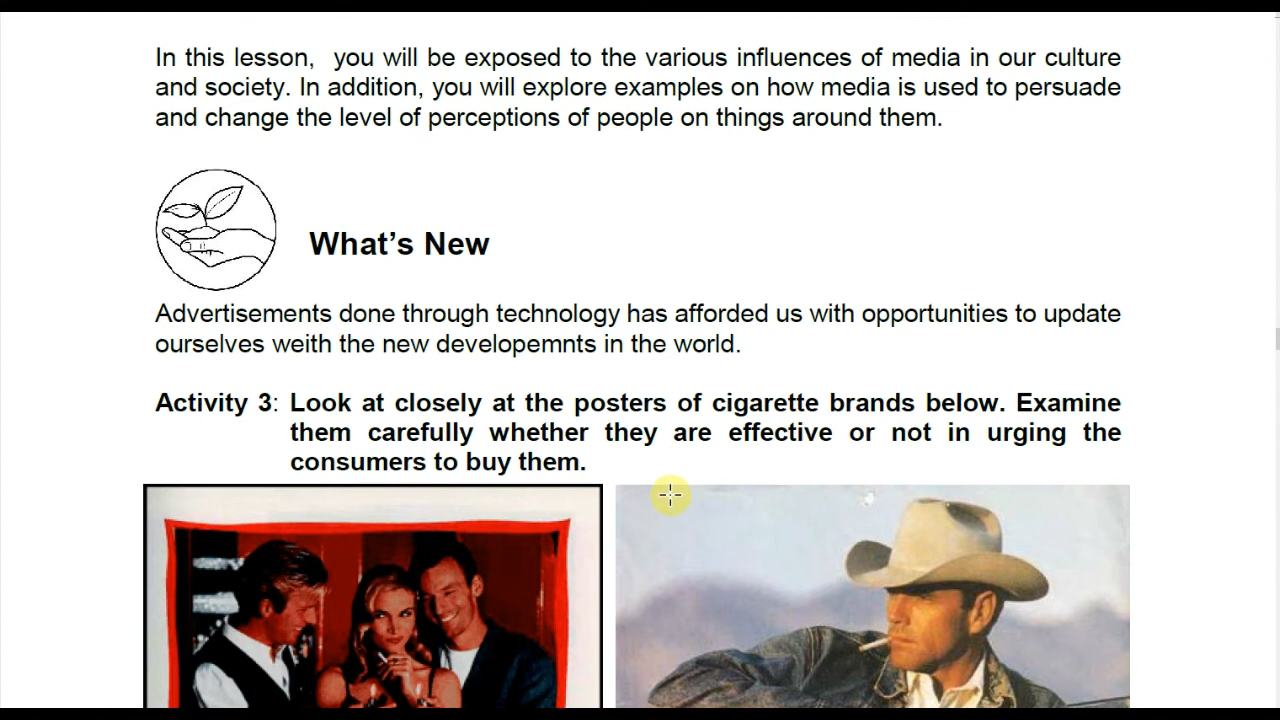 In this lesson,  you will be exposed to the various influences of media in our culture
and society. In addition, you will explore examples on how media is used to persuade
and change the level of perceptions of people on things around them.
What’s New
Advertisements done through technology has afforded us with opportunities to update
ourselves weith the new developemnts in the world.
Activity 3: Look at closely at the posters of cigarette brands below. Examine
them carefully whether they are effective or not in urging the
consumers to buy them.